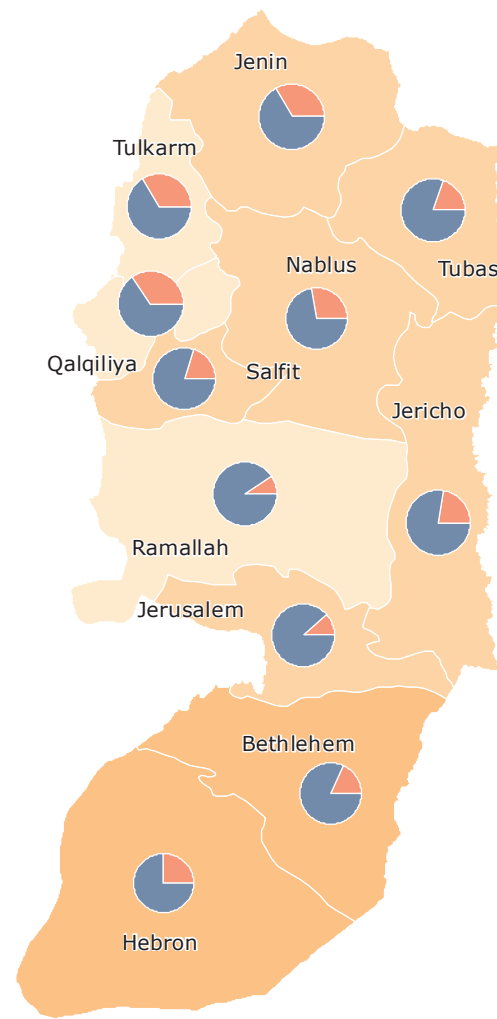 Jenin
Tulkarm
Nablus
Tubas
Qalqiliya
Salfit
Jericho
Ramallah
Jerusalem
Bethlehem
Hebron